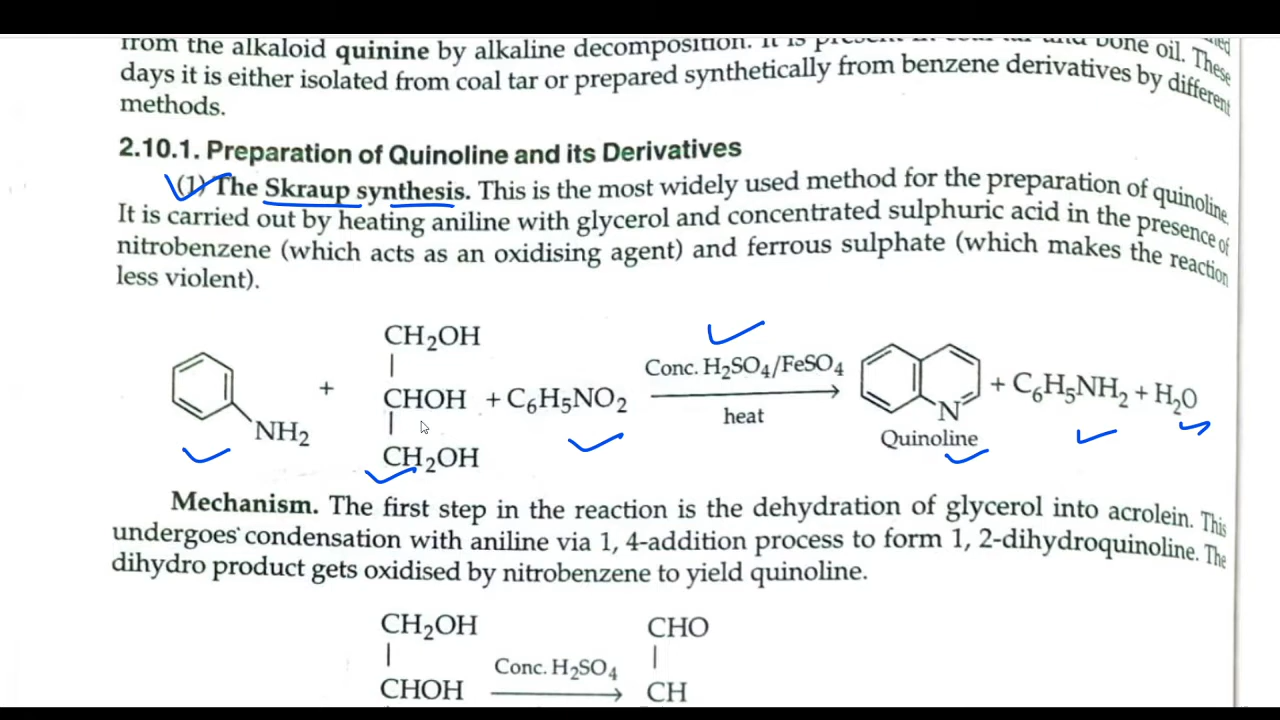 from the alkaloid quinine by alkaline decomposition. It is present in coal tar and bone oil. These
days it is either isolated from coal tar or prepared synthetically from benzene derivatives by different
methods.
2.10.1. Preparation of Quinoline and its Derivatives
(1) The Skraup synthesis. This is the most widely used method for the preparation of quinoline.
It is carried out by heating aniline with glycerol and concentrated sulphuric acid in the presence of
nitrobenzene (which acts as an oxidising agent) and ferrous sulphate (which makes the reaction
less violent).
CH₂OH
|
NH₂ + CHOH + C₆H₅NO₂ Conc. H₂SO₄/FeSO₄ heat → N + C₆H₅NH₂ + H₂O
|
CH₂OH
Quinoline
Mechanism. The first step in the reaction is the dehydration of glycerol into acrolein. This
undergoes condensation with aniline via 1, 4-addition process to form 1, 2-dihydroquinoline. The
dihydro product gets oxidised by nitrobenzene to yield quinoline.
CH₂OH CHO
| |
CHOH Conc. H₂SO₄ → CH